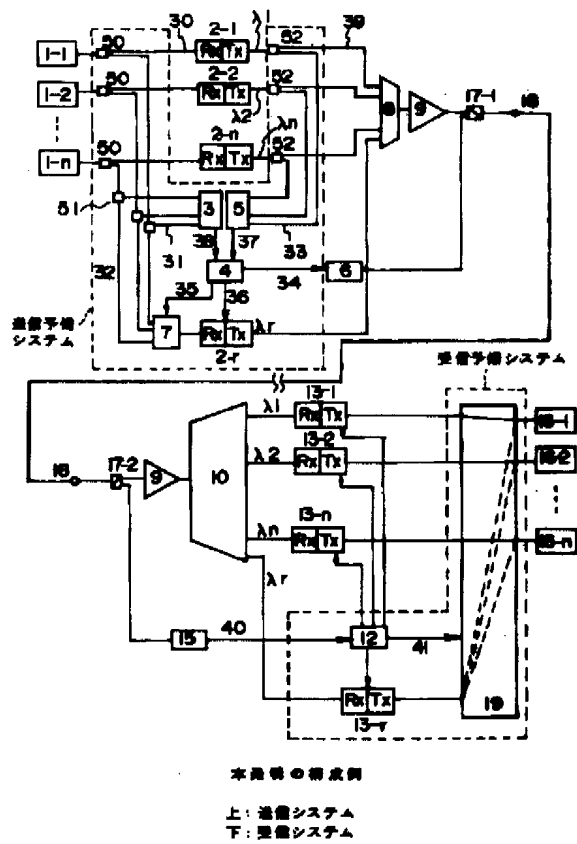 30 2-1 λ1 39
1-1 50 Rx Tx 52
2-2
1-2 50 Rx Tx 52 8 9 17-1 18
λ2
2-n λn
1-n 50 Rx Tx 52
51 3 5
38 37 33
32 31 4 34 6
35 36
送信予備
システム 7 Rx Tx λr
2-r
受信予備システム
λ1 13-1
Rx Tx
λ2 13-2
18 17-2 9 10 Rx Tx
λn 13-n
Rx Tx
λr
15 40 12 41
Rx Tx 19
本発明の構成例
上：送信システム
下：受信システム